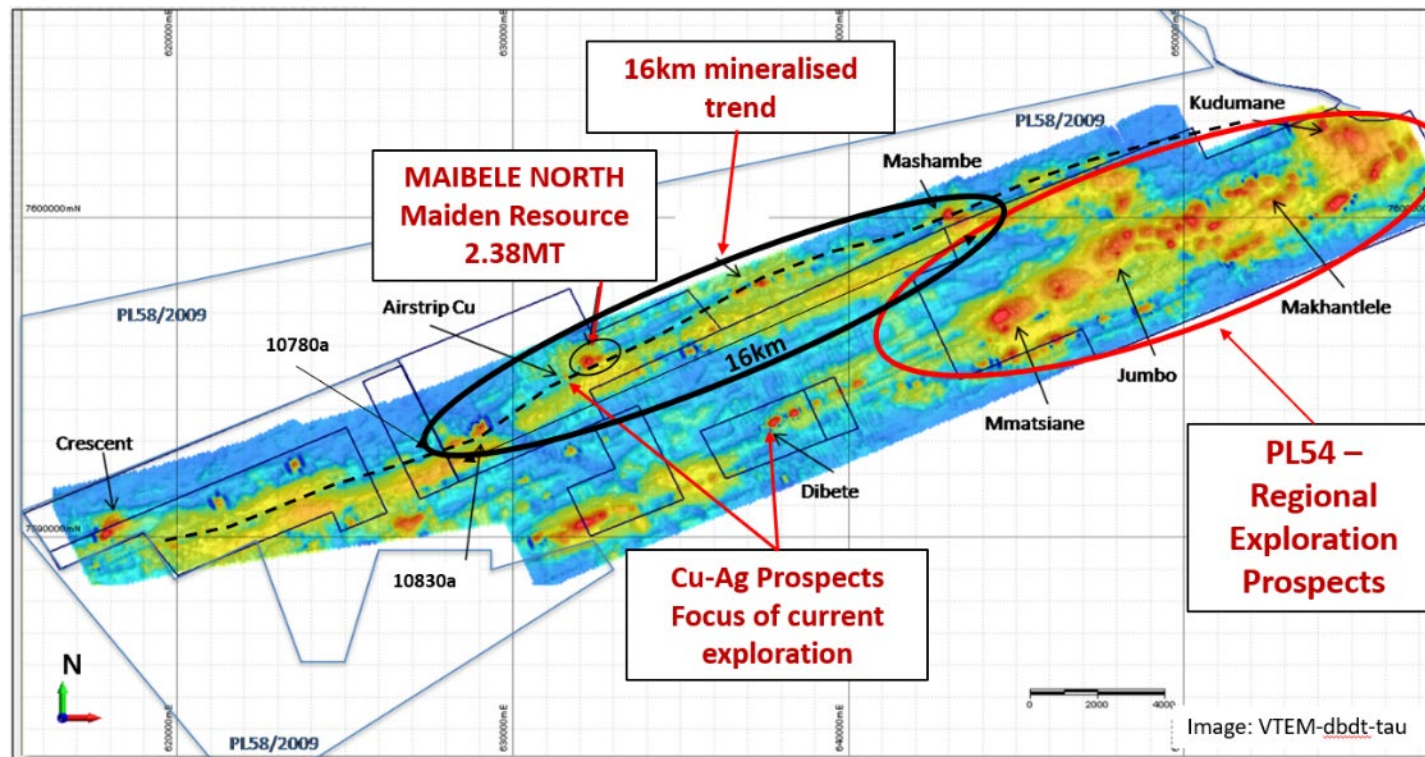 620000mE
630000mE
650000mE
16km mineralised
trend
Kudumane
PL58/2009
Mashambe
MAIBELE NORTH
Maiden Resource
2.38MT
7600000mN
Airstrip Cu
PL58/2009
Makhantlele
10780a
16km
Jumbo
Crescent
Mmatsiane
Dibete
PL54 –
Regional
Exploration
Prospects
7590000mN
10830a
Cu-Ag Prospects
Focus of current
exploration
N
0 2000 4000
Image: VTEM-dbdt-tau
PL58/2009
620000mE
630000mE
640000mE